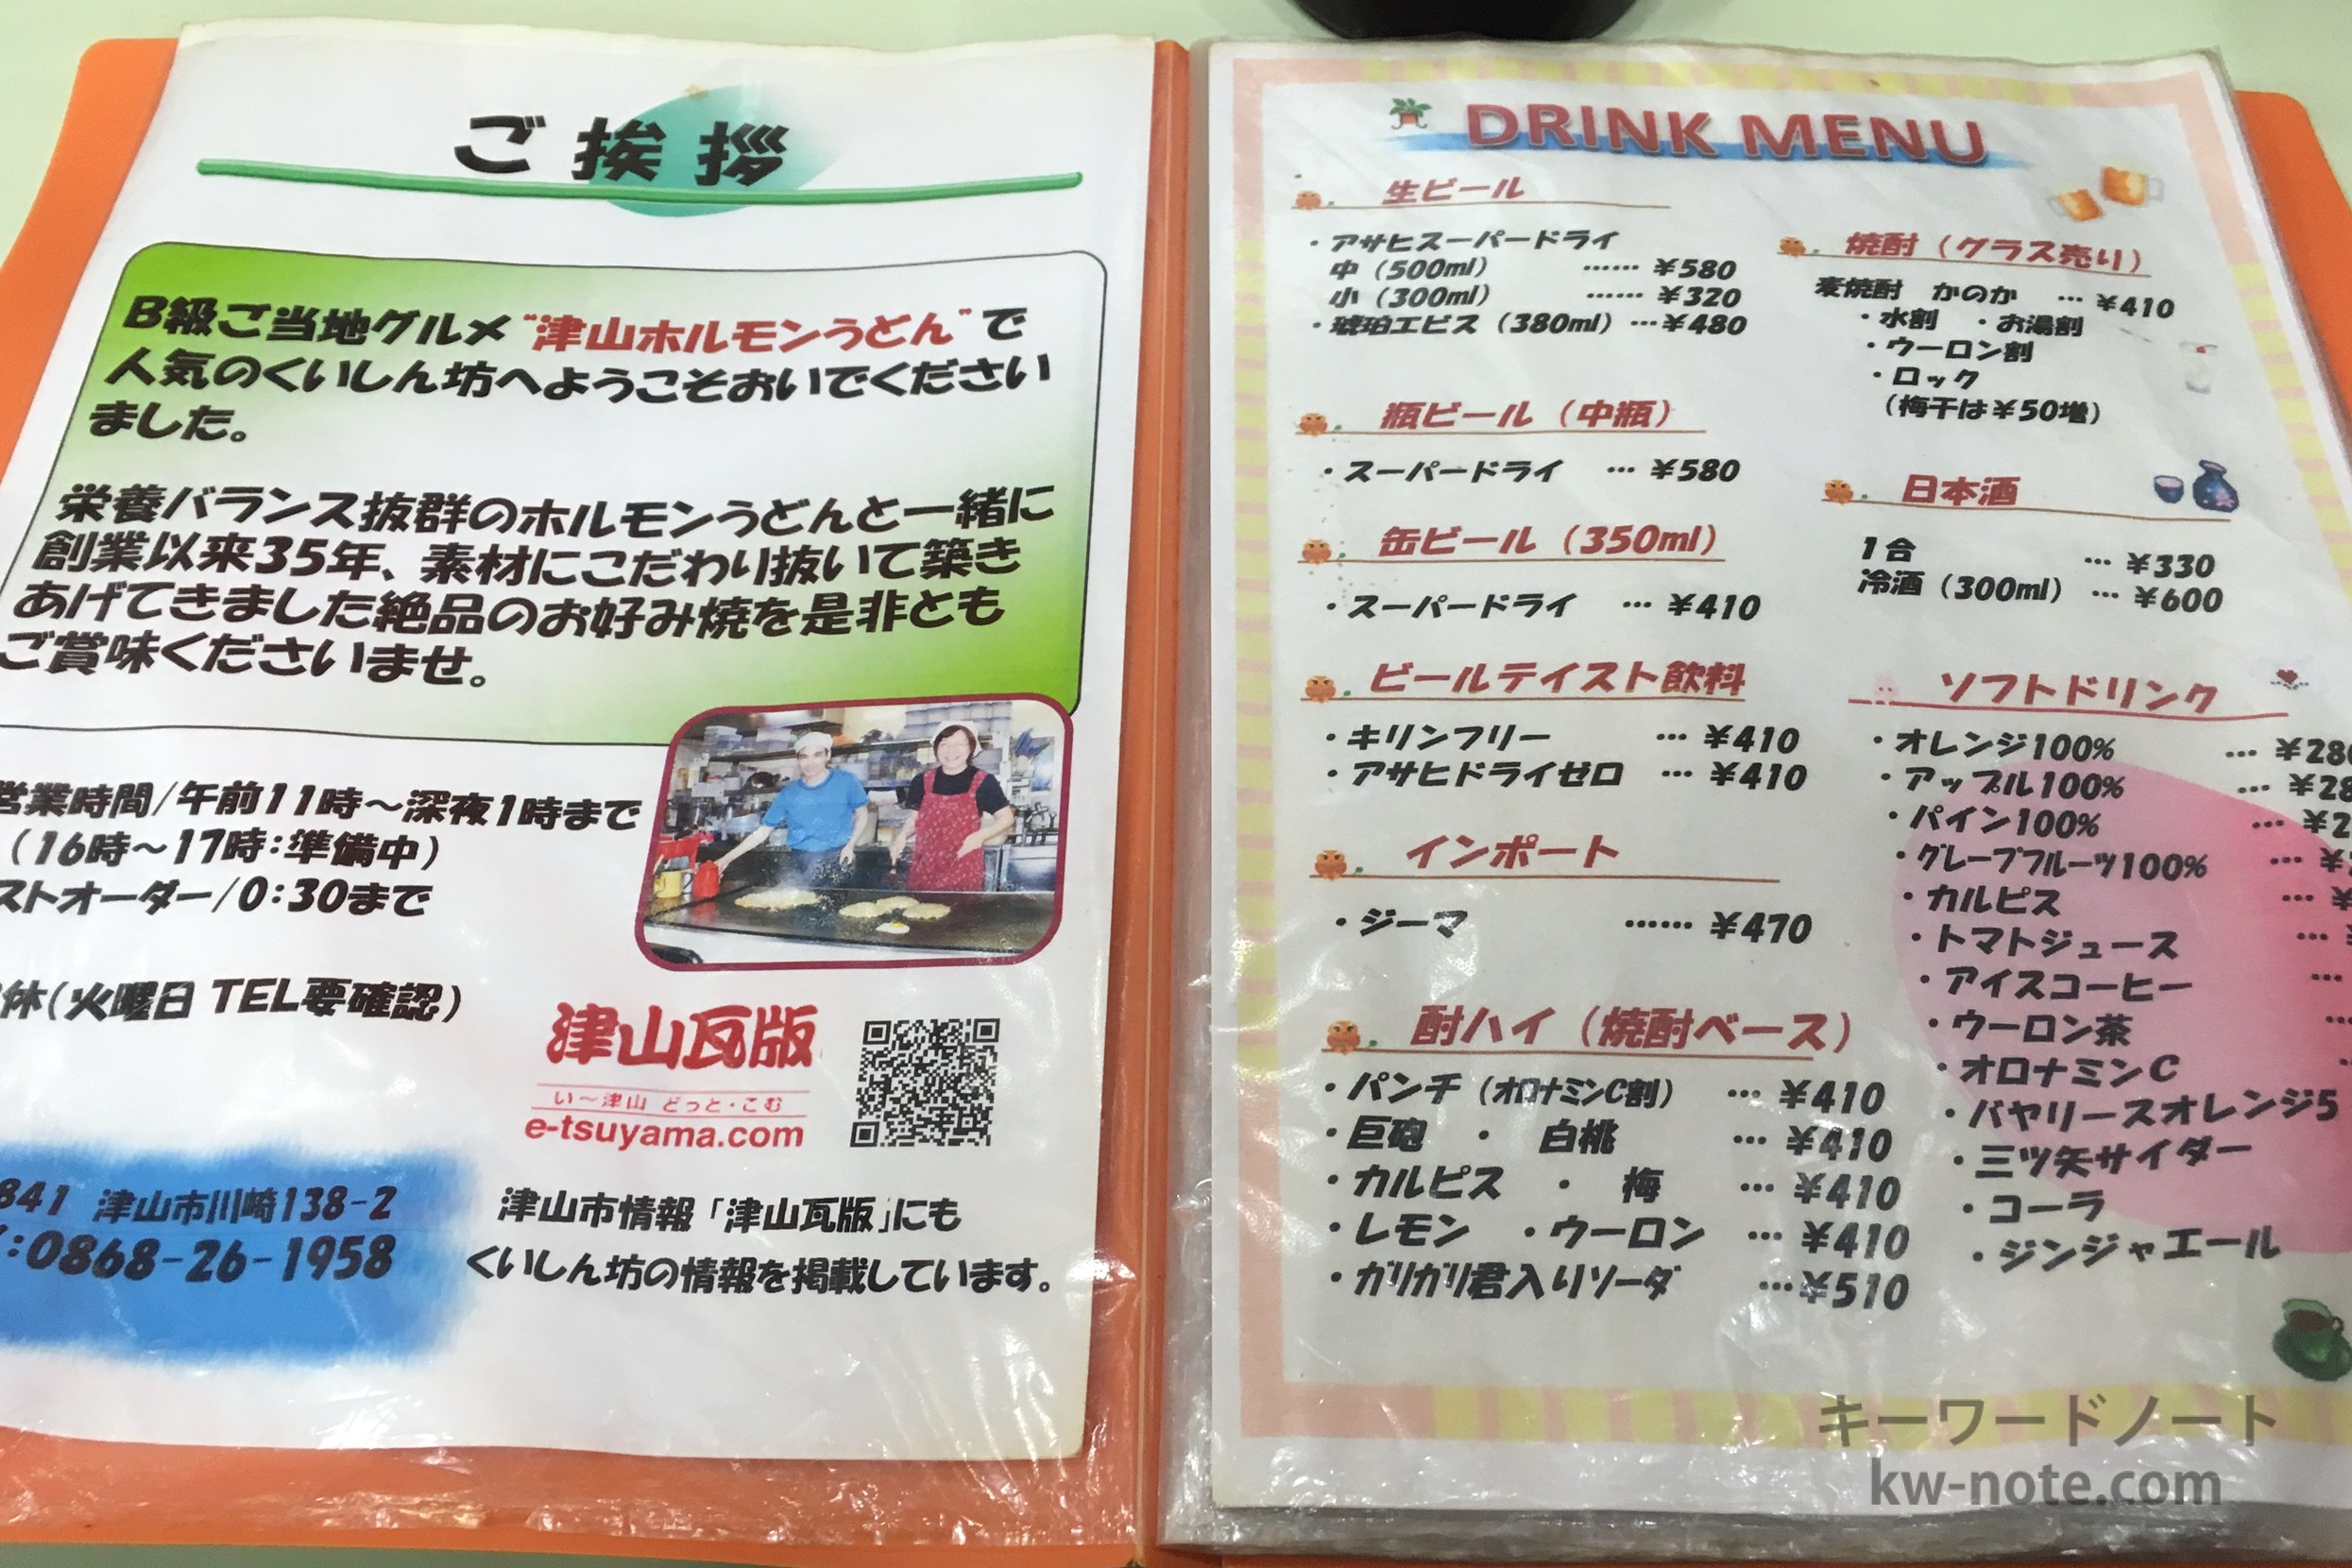 ご挨拶
B級ご当地グルメ"津山ホルモンうどん"で
人気のくいしん坊へようこそおいでください
ました。
栄養バランス抜群のホルモンうどんと一緒に
創業以来35年、素材にこだわり抜いて築き
あげてきました絶品のお好み焼を是非とも
ご賞味くださいませ。
営業時間/午前11時～深夜1時まで
(16時～17時:準備中)
ストオーダー/0:30まで
休(火曜日 TEL要確認)
津山瓦版
い～津山 どっと・こむ
e-tsuyama.com
841 津山市川崎138-2
:0868-26-1958
津山市情報「津山瓦版」にも
くいしん坊の情報を掲載しています。
DRINK MENU
生ビール
・アサヒスーパードライ
中(500ml) …… ¥580
小(300ml) …… ¥320
・琥珀エビス(380ml) … ¥480
瓶ビール(中瓶)
・スーパードライ … ¥580
缶ビール(350ml)
・スーパードライ … ¥410
ビールテイスト飲料
・キリンフリー … ¥410
・アサヒドライゼロ … ¥410
インポート
・ジーマ …… ¥470
酎ハイ(焼酎ベース)
・パンチ(オロナミンC割) … ¥410
・巨砲 ・ 白桃 … ¥410
・カルピス ・ 梅 … ¥410
・レモン ・ウーロン … ¥410
・ガリガリ君入りソーダ … ¥510
焼酎(グラス売り)
麦焼酎 かのか … ¥410
・水割 ・お湯割
・ウーロン割
・ロック
(梅干は¥50増)
日本酒
1合 … ¥330
冷酒(300ml) … ¥600
ソフトドリンク
・オレンジ100% … ¥280
・アップル100% … ¥28
・パイン100% … ¥2
・グレープフルーツ100% … ¥
・カルピス … ¥
・トマトジュース …
・アイスコーヒー …
・ウーロン茶 …
・オロナミンC
・バヤリースオレンジ5
・三ツ矢サイダー
・コーラ
・ジンジャエール
キーワードノート
kw-note.com